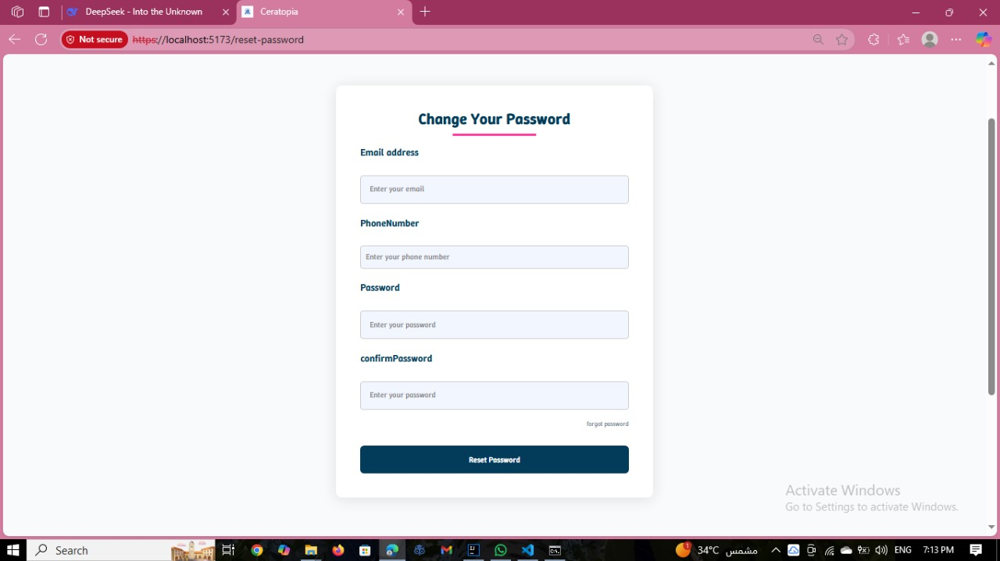 DeepSeek - Into the Unknown
Ceratopia
Not secure
https://localhost:5173/reset-password
Change Your Password
Email address
Enter your email
PhoneNumber
Enter your phone number
Password
Enter your password
confirmPassword
Enter your password
forgot password
Reset Password
Activate Windows
Go to Settings to activate Windows.
Search
1
34°C
مشمس
ENG
7:13 PM